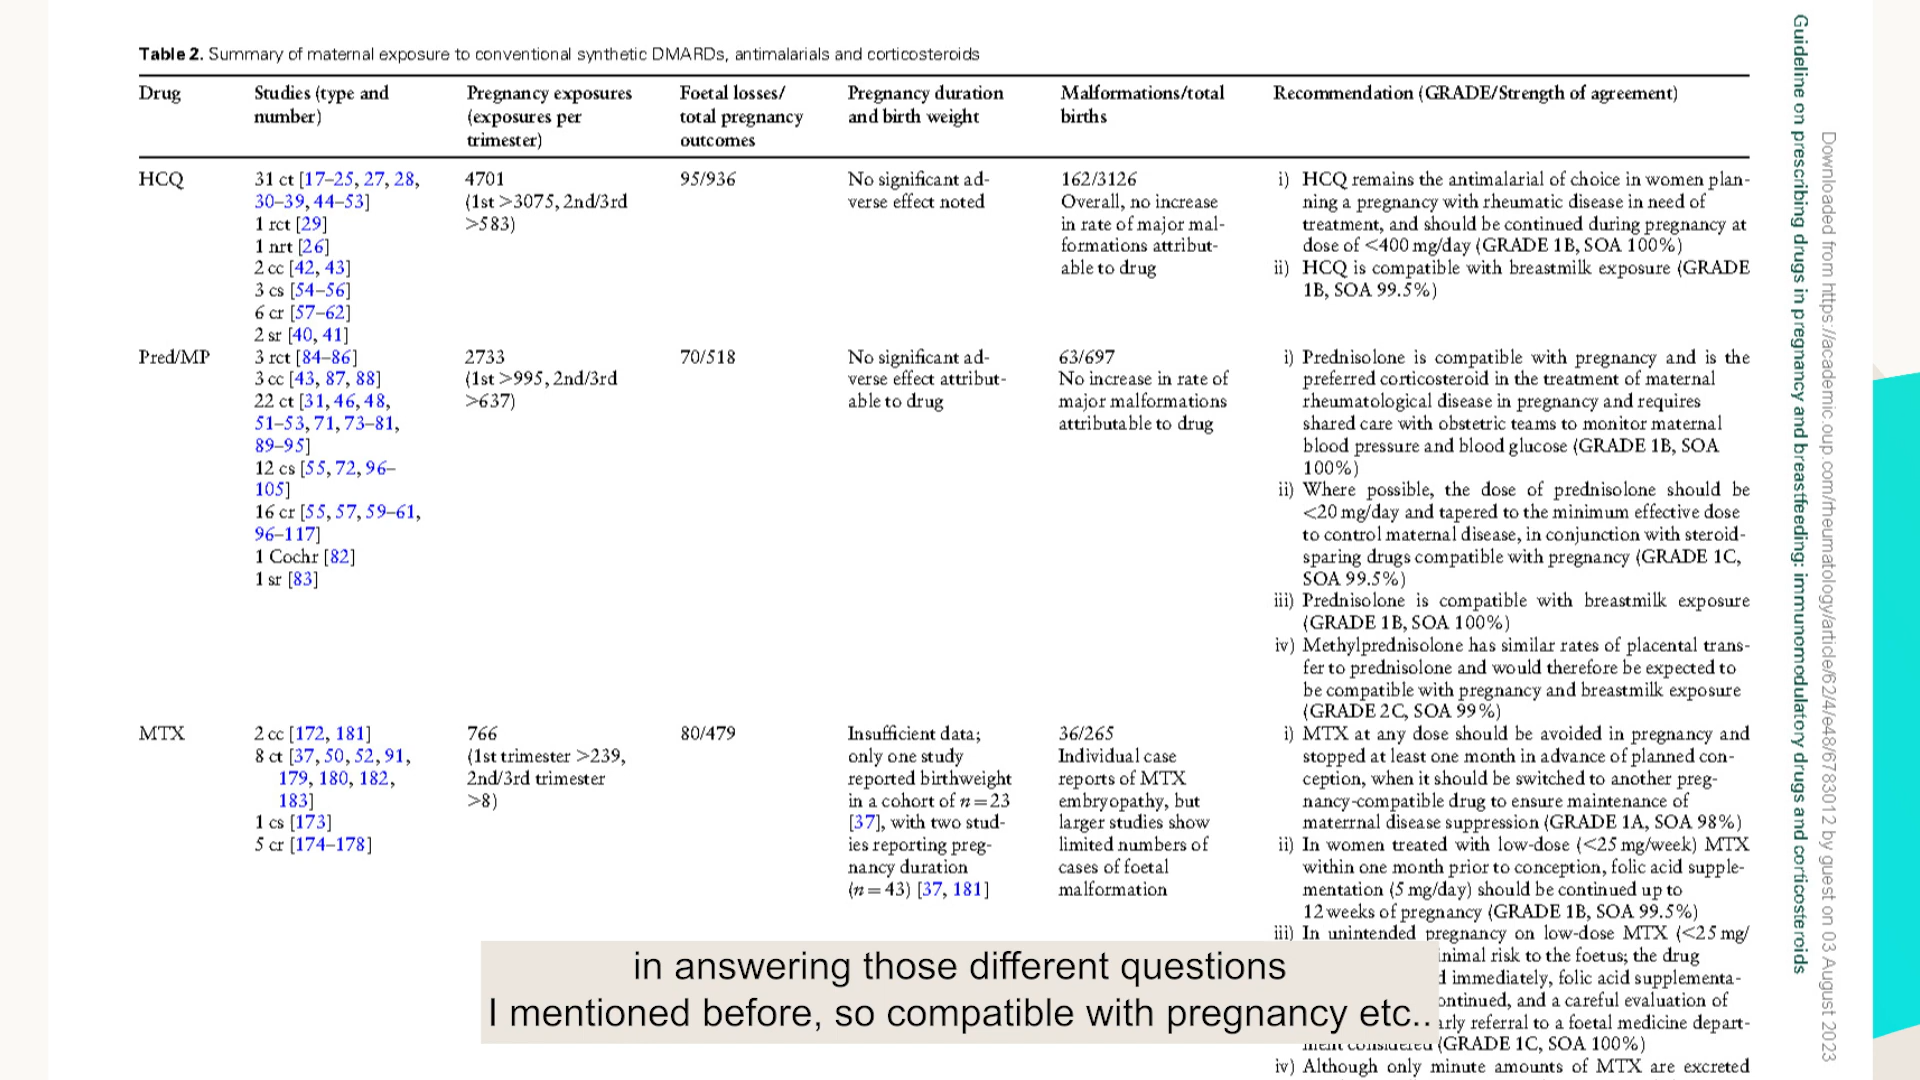 Table 2. Summary of maternal exposure to conventional synthetic DMARDs, antimalarials and corticosteroids
Drug
Studies (type and
number)
Pregnancy exposures
(exposures per
trimester)
Foetal losses/
total pregnancy
outcomes
Pregnancy duration
and birth weight
Malformations/total
births
Recommendation (GRADE/Strength of agreement)
HCQ
31 ct [17–25, 27, 28,
30–39, 44–53]
1 rct [29]
1 nrt [26]
2 cc [42, 43]
3 cs [54–56]
6 cr [57–62]
2 sr [40, 41]
4701
(1st >3075, 2nd/3rd
>583)
95/936
No significant ad-
verse effect noted
162/3126
Overall, no increase
in rate of major mal-
formations attribut-
able to drug
i) HCQ remains the antimalarial of choice in women plan-
ning a pregnancy with rheumatic disease in need of
treatment, and should be continued during pregnancy at
dose of <400 mg/day (GRADE 1B, SOA 100%)
ii) HCQ is compatible with breastmilk exposure (GRADE
1B, SOA 99.5%)
Pred/MP
3 rct [84–86]
3 cc [43, 87, 88]
22 ct [31, 46, 48,
51–53, 71, 73–81,
89–95]
12 cs [55, 72, 96–
105]
16 cr [55, 57, 59–61,
96–117]
1 Cochr [82]
1 sr [83]
2733
(1st >995, 2nd/3rd
>637)
70/518
No significant ad-
verse effect attribut-
able to drug
63/697
No increase in rate of
major malformations
attributable to drug
i) Prednisolone is compatible with pregnancy and is the
preferred corticosteroid in the treatment of maternal
rheumatological disease in pregnancy and requires
shared care with obstetric teams to monitor maternal
blood pressure and blood glucose (GRADE 1B, SOA
100%)
ii) Where possible, the dose of prednisolone should be
<20 mg/day and tapered to the minimum effective dose
to control maternal disease, in conjunction with steroid-
sparing drugs compatible with pregnancy (GRADE 1C,
SOA 99.5%)
iii) Prednisolone is compatible with breastmilk exposure
(GRADE 1B, SOA 100%)
iv) Methylprednisolone has similar rates of placental trans-
fer to prednisolone and would therefore be expected to
be compatible with pregnancy and breastmilk exposure
(GRADE 2C, SOA 99%)
MTX
2 cc [172, 181]
8 ct [37, 50, 52, 91,
179, 180, 182,
183]
1 cs [173]
5 cr [174–178]
766
(1st trimester >239,
2nd/3rd trimester
>8)
80/479
Insufficient data;
only one study
reported birthweight
in a cohort of n=23
[37], with two stud-
ies reporting preg-
nancy duration
(n=43) [37, 181]
36/265
Individual case
reports of MTX
embryopathy, but
larger studies show
limited numbers of
cases of foetal
malformation
i) MTX at any dose should be avoided in pregnancy and
stopped at least one month in advance of planned con-
ception, when it should be switched to another preg-
nancy-compatible drug to ensure maintenance of
materrnal disease suppression (GRADE 1A, SOA 98%)
ii) In women treated with low-dose (<25 mg/week) MTX
within one month prior to conception, folic acid supple-
mentation (5 mg/day) should be continued up to
12 weeks of pregnancy (GRADE 1B, SOA 99.5%)
iii) In unintended pregnancy on low-dose MTX (<25 mg/
nimal risk to the foetus; the drug
immediately, folic acid supplementa-
ontinued, and a careful evaluation of
rly referral to a foetal medicine depart-
(GRADE 1C, SOA 100%)
iv) Although only minute amounts of MTX are excreted
in answering those different questions
I mentioned before, so compatible with pregnancy etc..
Guideline on prescribing drugs in pregnancy and breastfeeding: immunomodulatory drugs and corticosteroids
Downloaded from https://academic.oup.com/rheumatology/article/62/4/e48/6783012 by guest on 03 August 2023